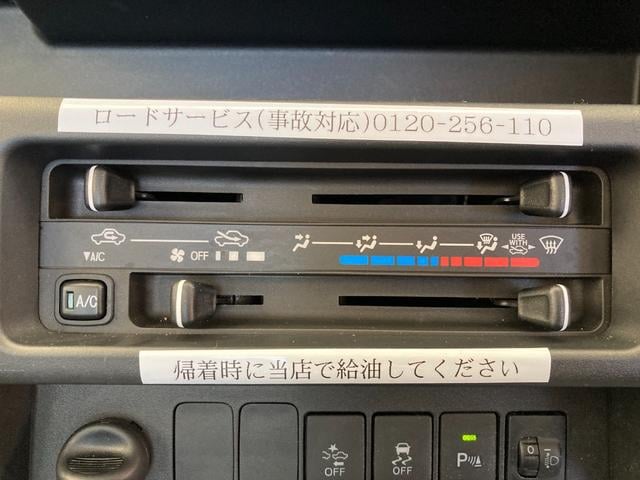 ロードサービス(事故対応)0120-256-110
▼A/C
OFF
USE
WITH
A/C
帰着時に当店で給油してください
OFF
OFF
P
0